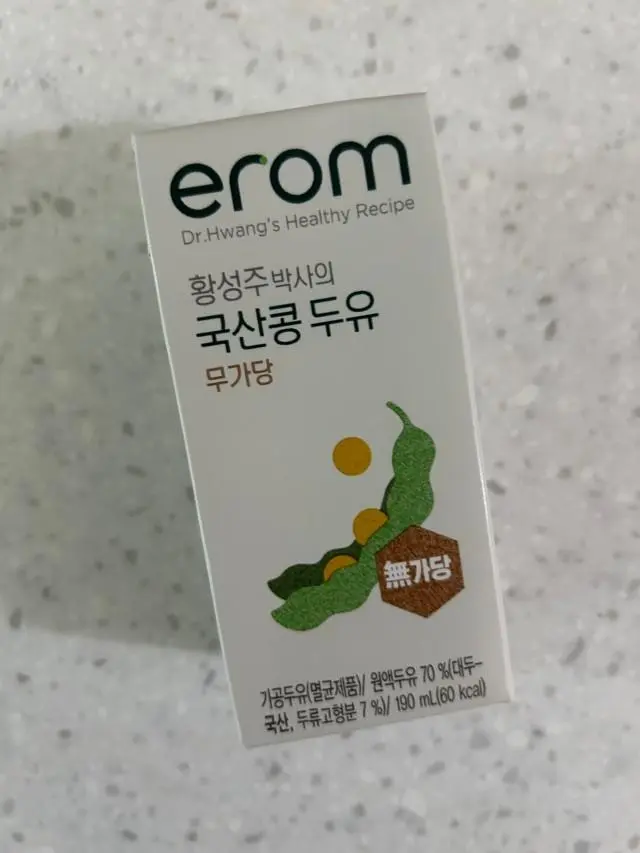 erom
Dr.Hwang's Healthy Recipe
황성주 박사의
국산콩 두유
무가당
無가당
가공두유(멸균제품)/ 원액두유 70 %(대두-
국산, 두류고형분 7 %)/ 190 mL(60 kcal)